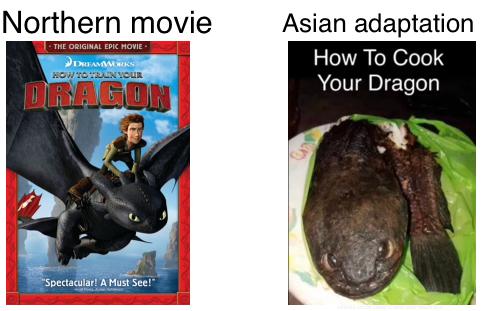 Northern movie
Asian adaptation
· THE ORIGINAL EPIC MOVIE ·
DREAMWORKS
HOW TO TRAIN YOUR
DRAGON
"Spectacular! A Must See!"
How To Cook
Your Dragon